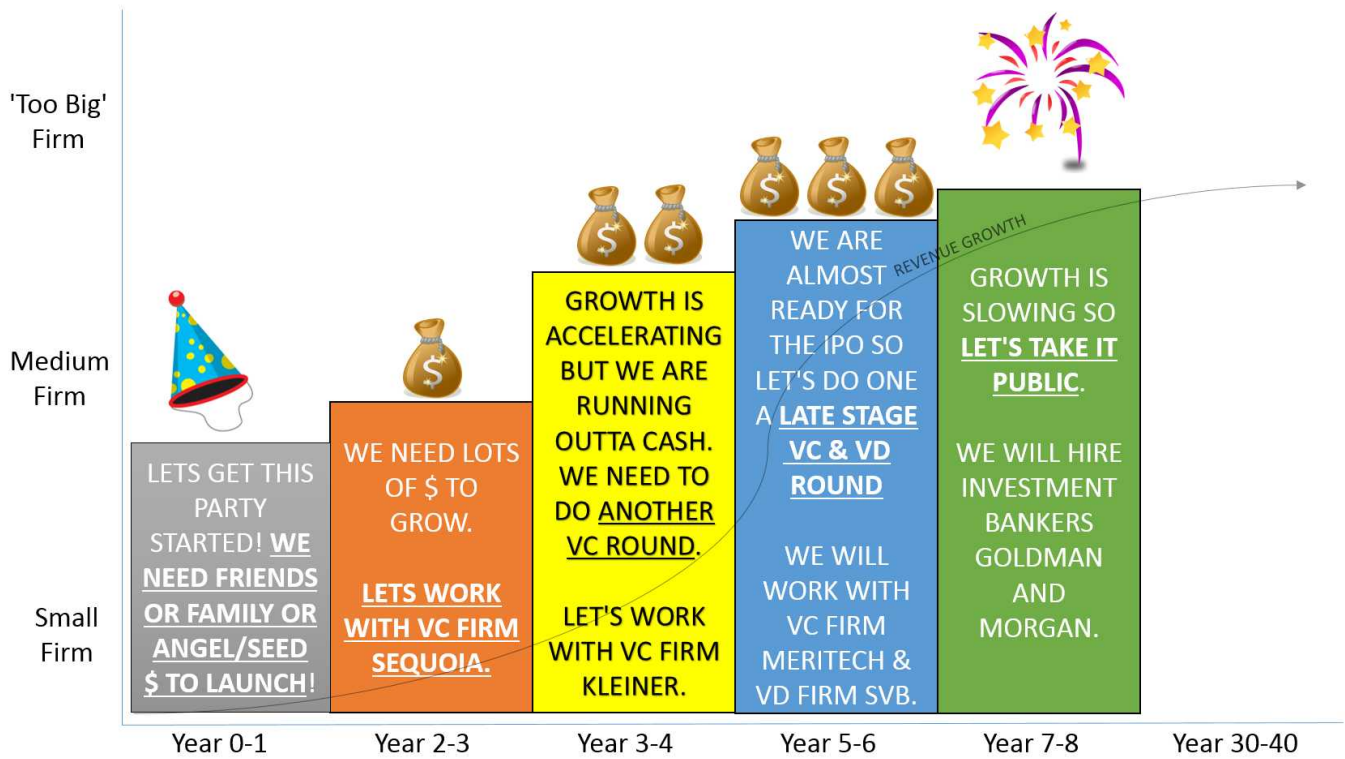 'Too Big'
Firm
Medium
Firm
Small
Firm
LETS GET THIS
PARTY
STARTED! WE
NEED FRIENDS
OR FAMILY OR
ANGEL/SEED
$ TO LAUNCH!
$
WE NEED LOTS
OF $ TO
GROW.
LETS WORK
WITH VC FIRM
SEQUOIA.
$ $
GROWTH IS
ACCELERATING
BUT WE ARE
RUNNING
OUTTA CASH.
WE NEED TO
DO ANOTHER
VC ROUND.
LET'S WORK
WITH VC FIRM
KLEINER.
$ $ $
WE ARE
ALMOST
READY FOR
THE IPO SO
LET'S DO ONE
A LATE STAGE
VC & VD
ROUND
WE WILL
WORK WITH
VC FIRM
MERITECH &
VD FIRM SVB.
REVENUE GROWTH
GROWTH IS
SLOWING SO
LET'S TAKE IT
PUBLIC.
WE WILL HIRE
INVESTMENT
BANKERS
GOLDMAN
AND
MORGAN.
Year 0-1 Year 2-3 Year 3-4 Year 5-6 Year 7-8 Year 30-40